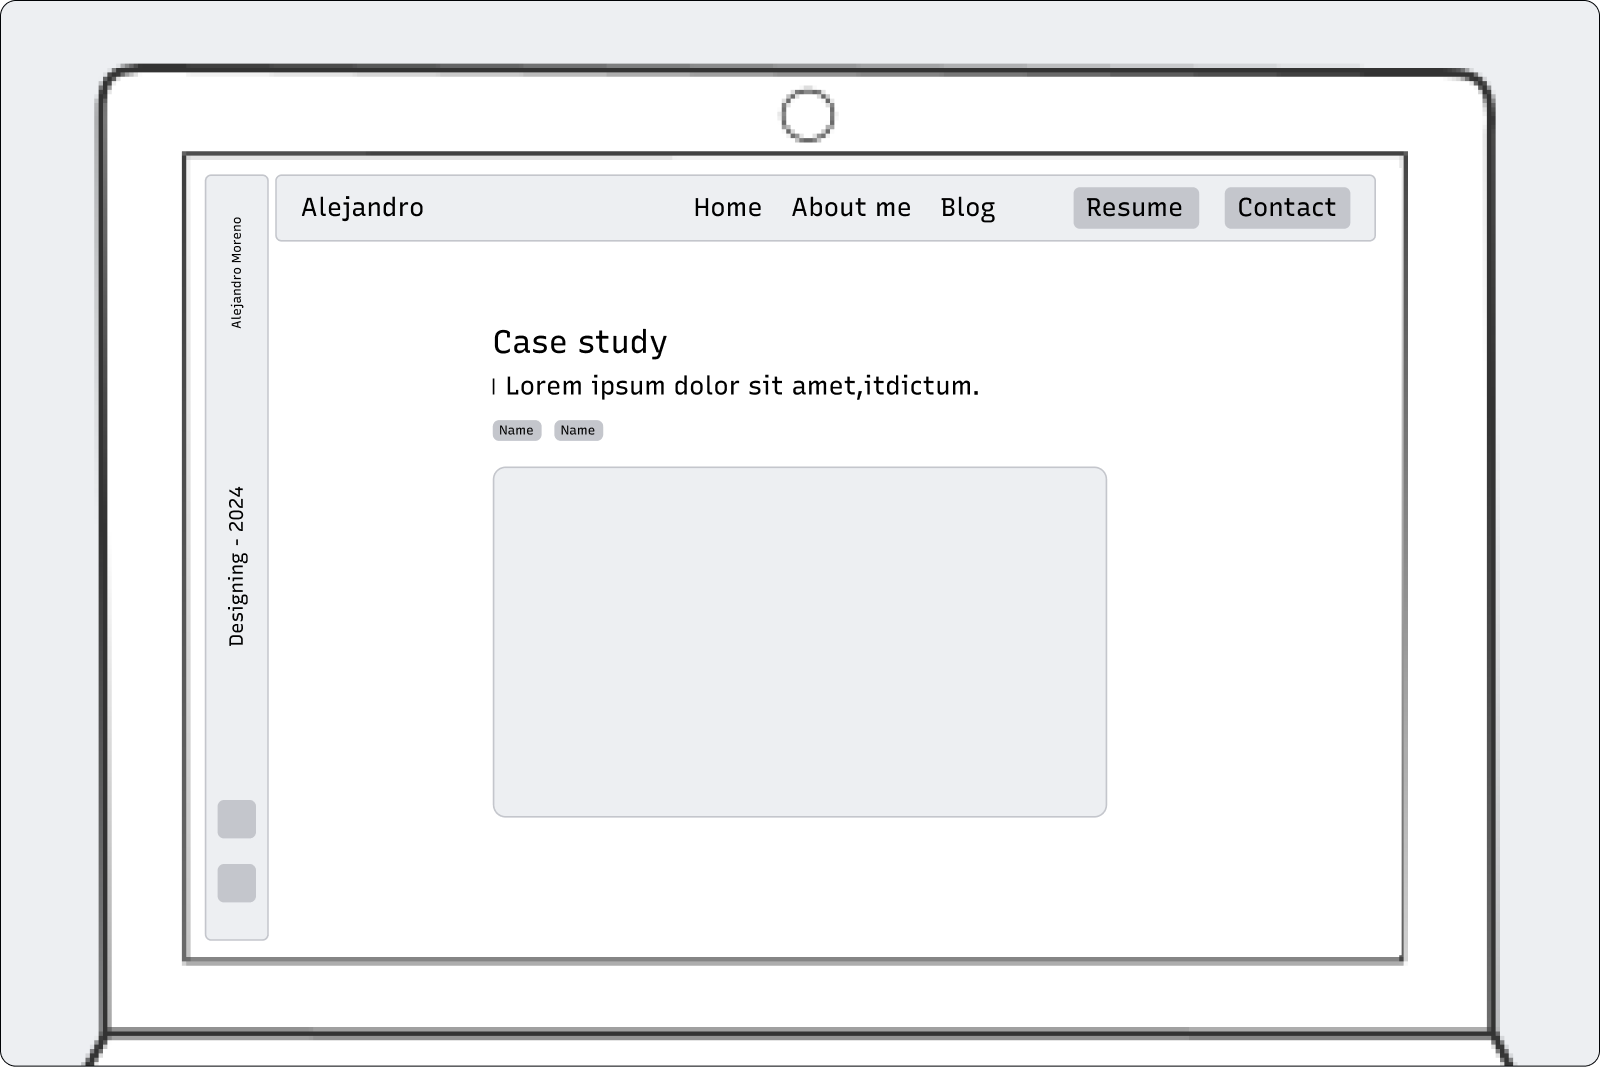 Alejandro Home About me Blog Resume Contact
Alejandro Moreno
Designing - 2024
Case study
Lorem ipsum dolor sit amet,itdictum.
Name Name